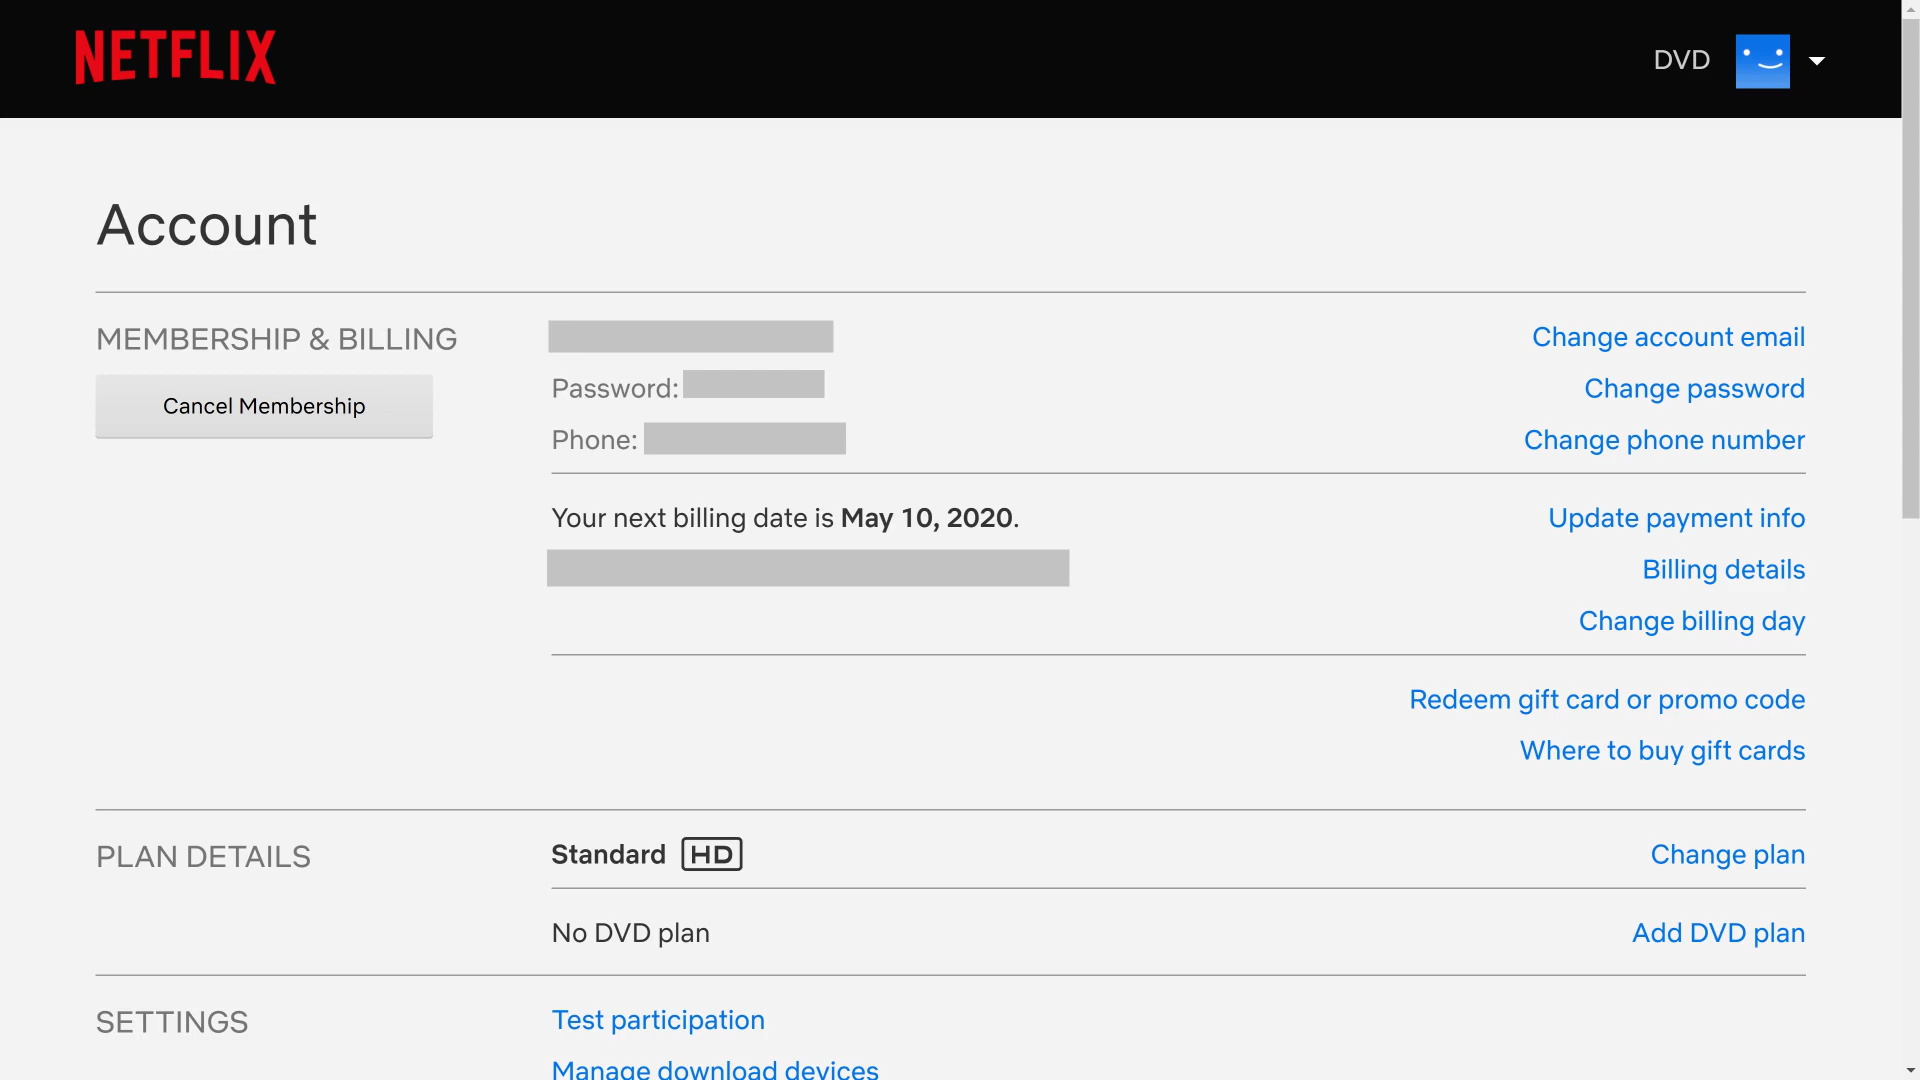 NETFLIX
DVD
Account
MEMBERSHIP & BILLING
Cancel Membership
Change account email
Password:
Change password
Phone:
Change phone number
Your next billing date is May 10, 2020.
Update payment info
Billing details
Change billing day
Redeem gift card or promo code
Where to buy gift cards
PLAN DETAILS
Standard HD
Change plan
No DVD plan
Add DVD plan
SETTINGS
Test participation
Manage download devices